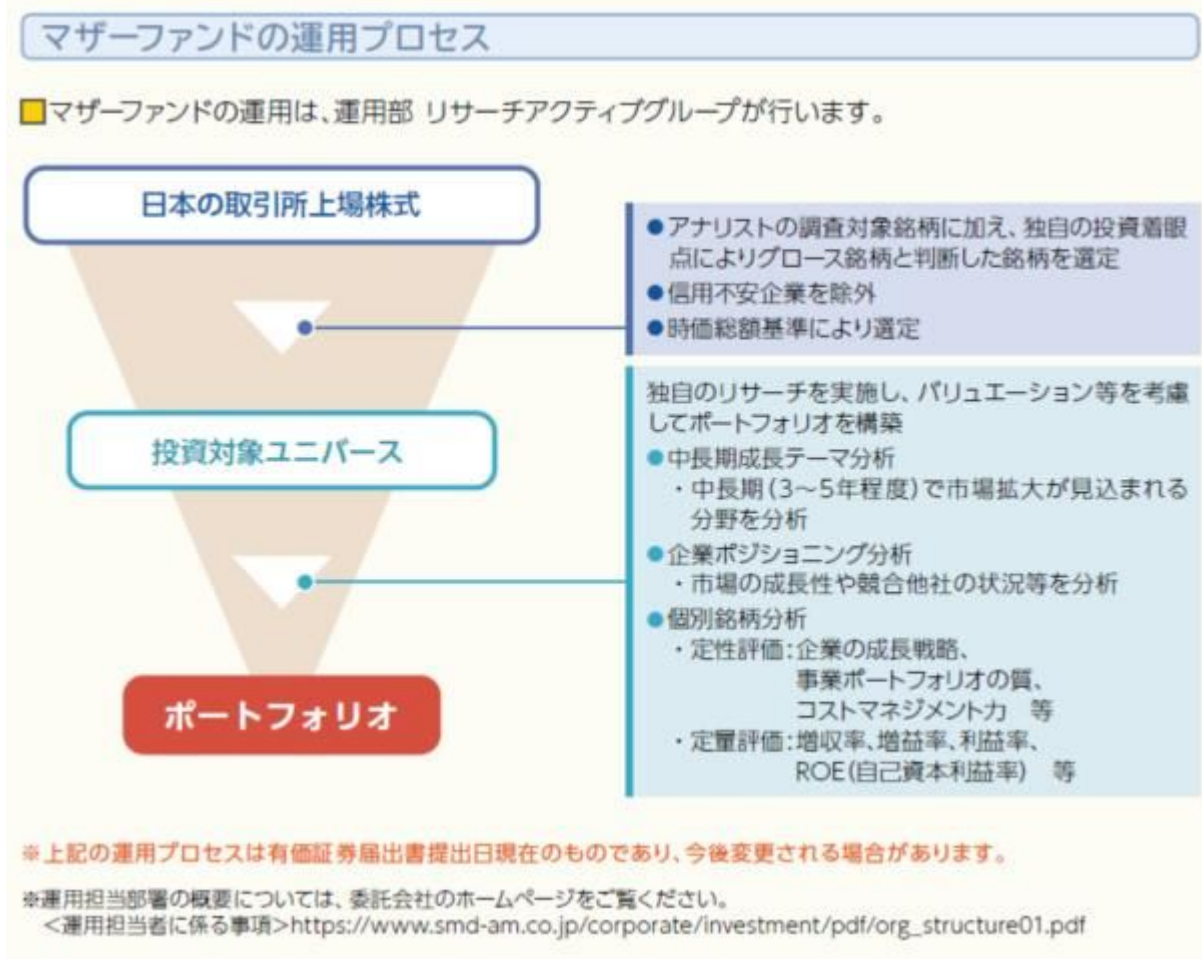 マザーファンドの運用プロセス
■マザーファンドの運用は、運用部 リサーチアクティブグループが行います。
日本の取引所上場株式
●アナリストの調査対象銘柄に加え、独自の投資着眼
点によりグロース銘柄と判断した銘柄を選定
●信用不安企業を除外
●時価総額基準により選定
投資対象ユニバース
独自のリサーチを実施し、バリュエーション等を考慮
してポートフォリオを構築
●中長期成長テーマ分析
・中長期（3～5年程度）で市場拡大が見込まれる
分野を分析
●企業ポジショニング分析
・市場の成長性や競合他社の状況等を分析
●個別銘柄分析
・定性評価：企業の成長戦略、
事業ポートフォリオの質、
コストマネジメント力　等
・定量評価：増収率、増益率、利益率、
ROE（自己資本利益率）　等
ポートフォリオ
※上記の運用プロセスは有価証券届出書提出日現在のものであり、今後変更される場合があります。
※運用担当部署の概要については、委託会社のホームページをご覧ください。
＜運用担当者に係る事項＞https://www.smd-am.co.jp/corporate/investment/pdf/org_structure01.pdf